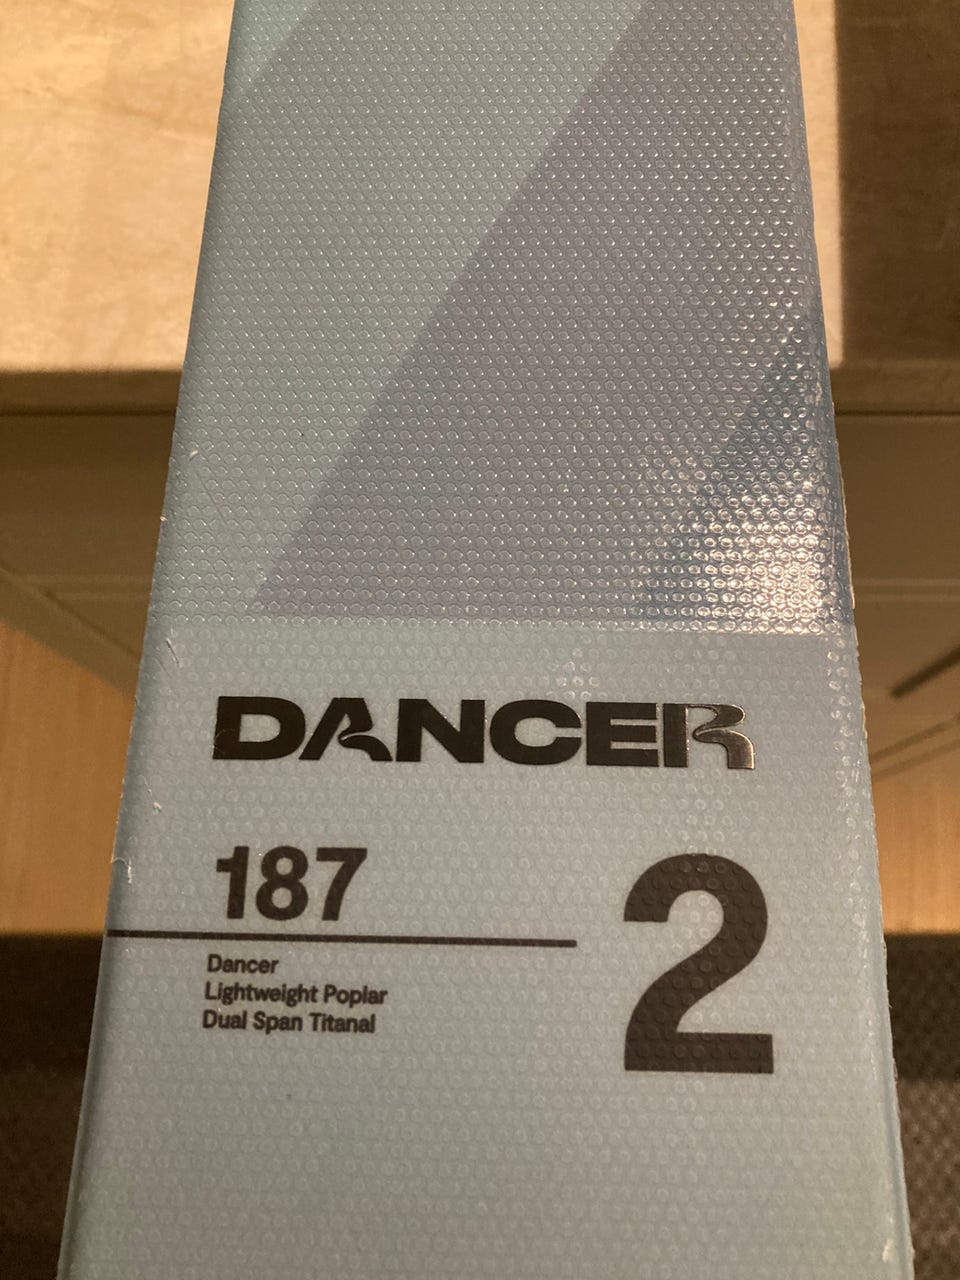 DANCER
187
2
Dancer
Lightweight Poplar
Dual Span Titanal